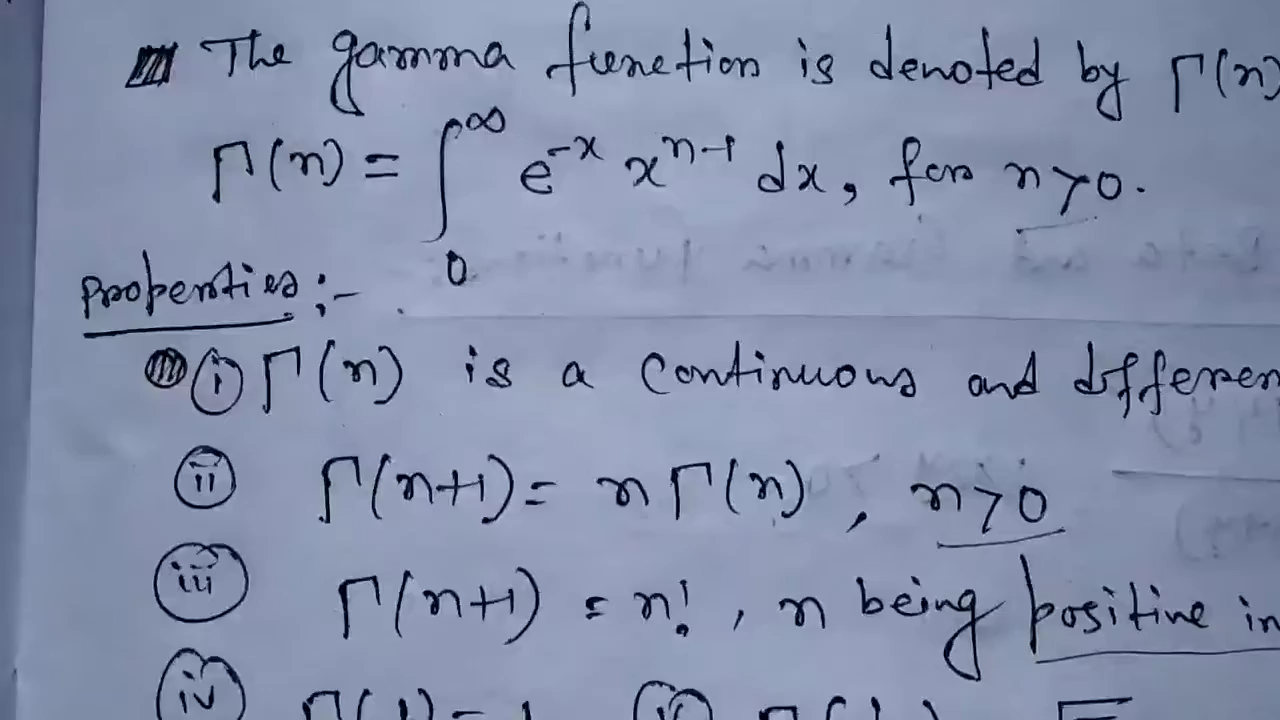 The gamma function is denoted by Γ(n)
Γ(n) = ∫₀^∞ e^-x x^n-1 dx, for n>0.
Properties :-
(i) Γ(n) is a continuous and differen
(ii) Γ(n+1) = n Γ(n), n>0
(iii) Γ(n+1) = n!, n being positive in
(iv)